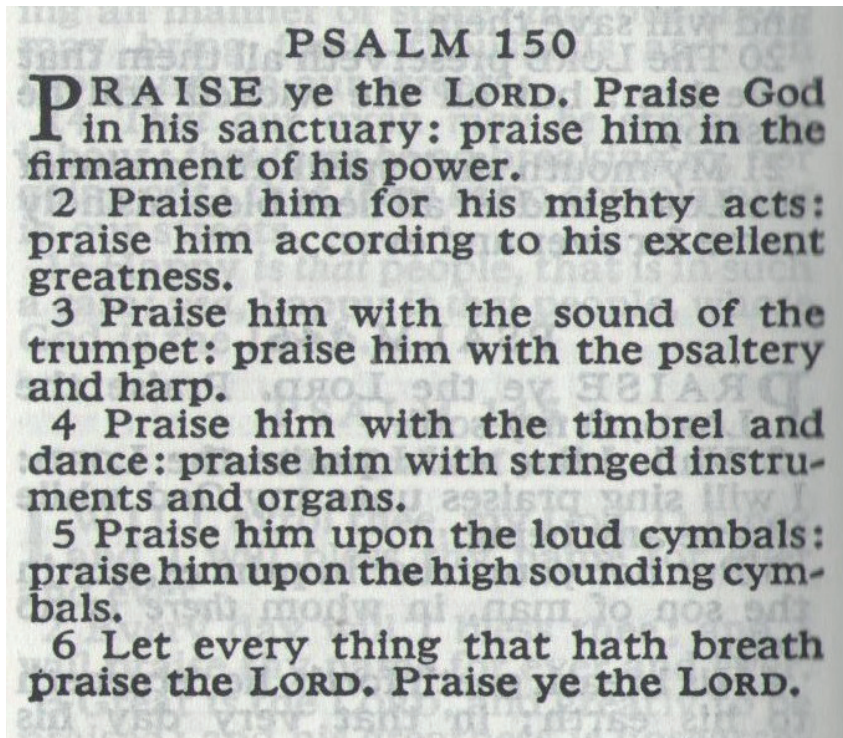 PSALM 150
PRAISE ye the LORD. Praise God
in his sanctuary: praise him in the
firmament of his power.
2 Praise him for his mighty acts:
praise him according to his excellent
greatness.
3 Praise him with the sound of the
trumpet: praise him with the psaltery
and harp.
4 Praise him with the timbrel and
dance: praise him with stringed instru-
ments and organs.
5 Praise him upon the loud cymbals:
praise him upon the high sounding cym-
bals.
6 Let every thing that hath breath
praise the LORD. Praise ye the LORD.